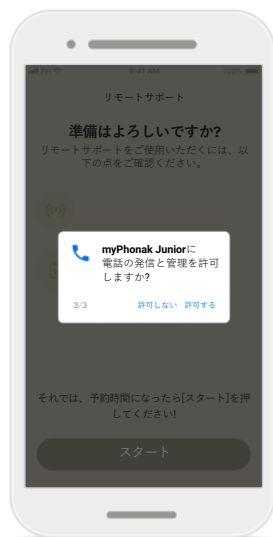 PHJ 9:41 AM 100%
リモートサポート
準備はよろしいですか?
リモートサポートをご使用いただくには、以
下の点をご確認ください。
myPhonak Juniorに
電話の発信と管理を許可
しますか?
3/3 許可しない 許可する
それでは、予約時間になったら[スタート]を押
してください!
スタート